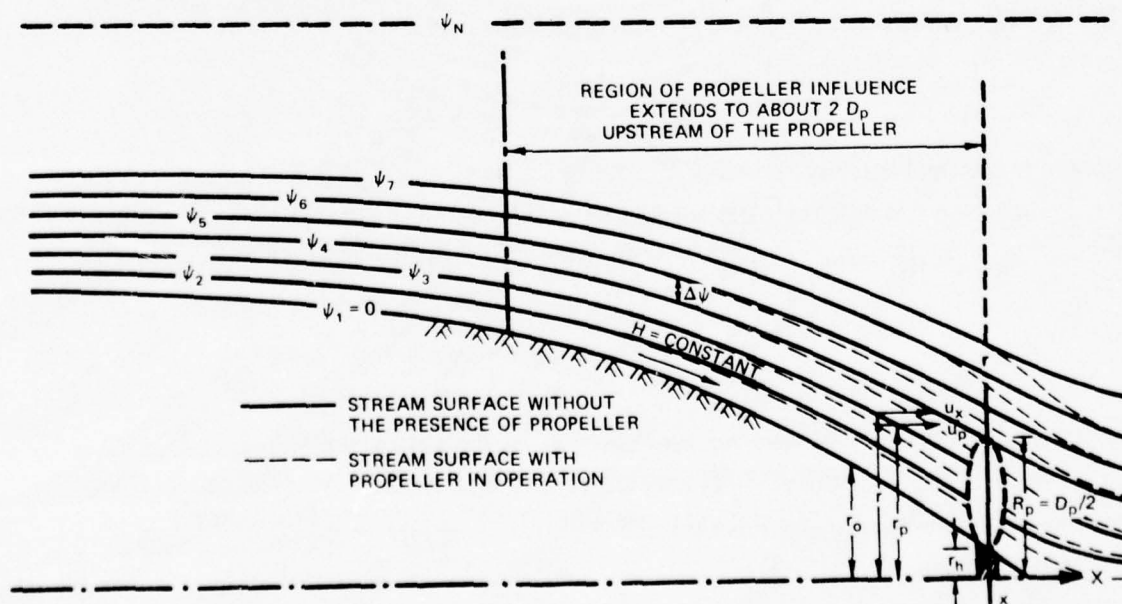 ψN
REGION OF PROPELLER INFLUENCE
EXTENDS TO ABOUT 2 Dp
UPSTREAM OF THE PROPELLER
ψ7
ψ6
ψ5
ψ4
ψ3
ψ2
ψ1 = 0
Δψ
H = CONSTANT
STREAM SURFACE WITHOUT
THE PRESENCE OF PROPELLER
STREAM SURFACE WITH
PROPELLER IN OPERATION
ux
up
ro
r
rp
Rp = Dp/2
rh
X
x